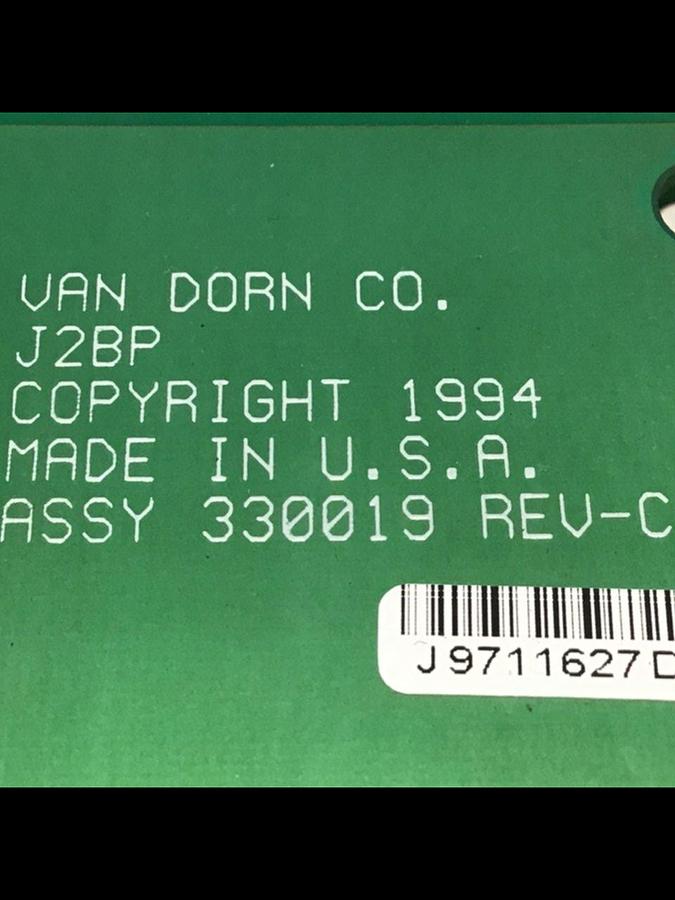 VAN DORN CO.
J2BP
COPYRIGHT 1994
MADE IN U.S.A.
ASSY 330019 REV-C
J9711627D